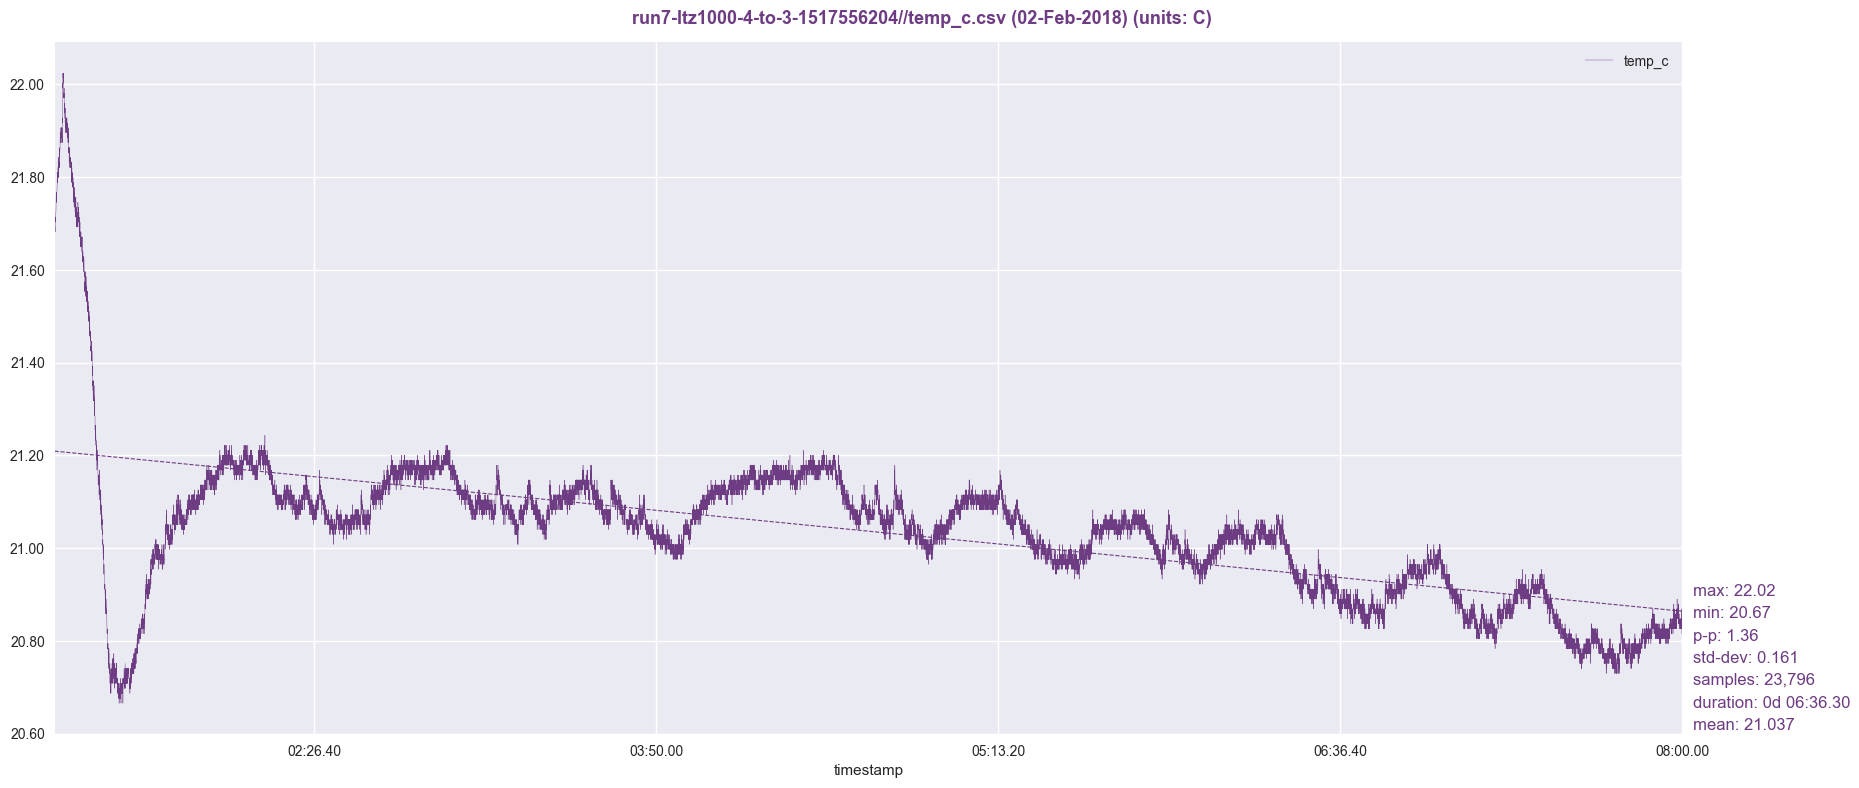 run7-ltz1000-4-to-3-1517556204//temp_c.csv (02-Feb-2018) (units: C)
temp_c
22.00
21.80
21.60
21.40
21.20
21.00
20.80
20.60
max: 22.02
min: 20.67
p-p: 1.36
std-dev: 0.161
samples: 23,796
duration: 0d 06:36.30
mean: 21.037
02:26.40
03:50.00
05:13.20
06:36.40
08:00.00
timestamp